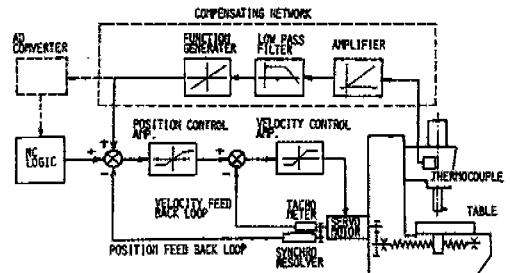 COMPENSATING NETWORK
AD
CONVERTER
FUNCTION
GENERATER
LOW PASS
FILTER
AMPLIFIER
NC
LOGIC
POSITION CONTROL
AMP.
VELOCITY CONTROL
AMP.
+
+
-
+
-
THERMOCOUPLE
TABLE
VELOCITY FEED
BACK LOOP
TACHO
METER
SERVO
MOTOR
POSITION FEED BACK LOOP
SYNCHRO
RESOLVER